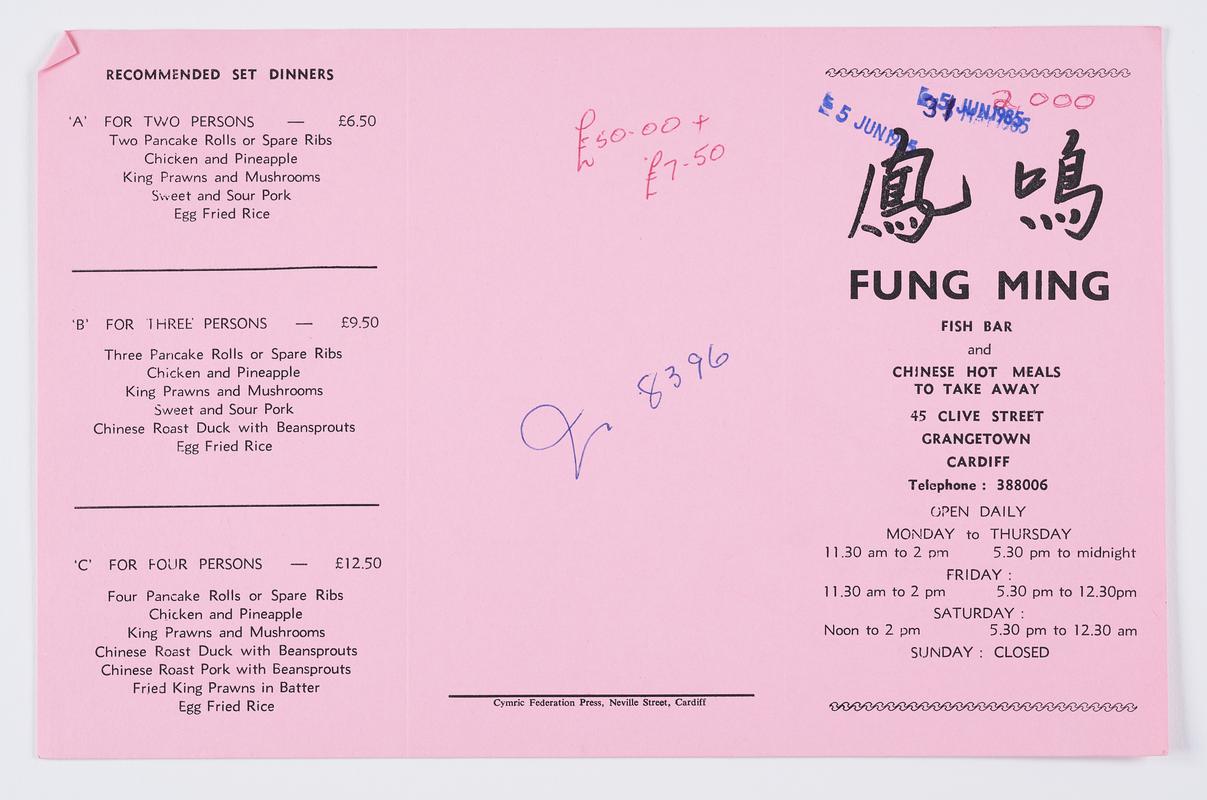 RECOMMENDED SET DINNERS
'A' FOR TWO PERSONS — £6.50
Two Pancake Rolls or Spare Ribs
Chicken and Pineapple
King Prawns and Mushrooms
Sweet and Sour Pork
Egg Fried Rice
'B' FOR THREE PERSONS — £9.50
Three Pancake Rolls or Spare Ribs
Chicken and Pineapple
King Prawns and Mushrooms
Sweet and Sour Pork
Chinese Roast Duck with Beansprouts
Egg Fried Rice
'C' FOR FOUR PERSONS — £12.50
Four Pancake Rolls or Spare Ribs
Chicken and Pineapple
King Prawns and Mushrooms
Chinese Roast Duck with Beansprouts
Chinese Roast Pork with Beansprouts
Fried King Prawns in Batter
Egg Fried Rice
£50.00 +
£7.50
8396
Cymric Federation Press, Neville Street, Cardiff
2,000
5 JUN 1985
鳳鳴
FUNG MING
FISH BAR
and
CHINESE HOT MEALS
TO TAKE AWAY
45 CLIVE STREET
GRANGETOWN
CARDIFF
Telephone : 388006
OPEN DAILY
MONDAY to THURSDAY
11.30 am to 2 pm 5.30 pm to midnight
FRIDAY :
11.30 am to 2 pm 5.30 pm to 12.30pm
SATURDAY :
Noon to 2 pm 5.30 pm to 12.30 am
SUNDAY : CLOSED